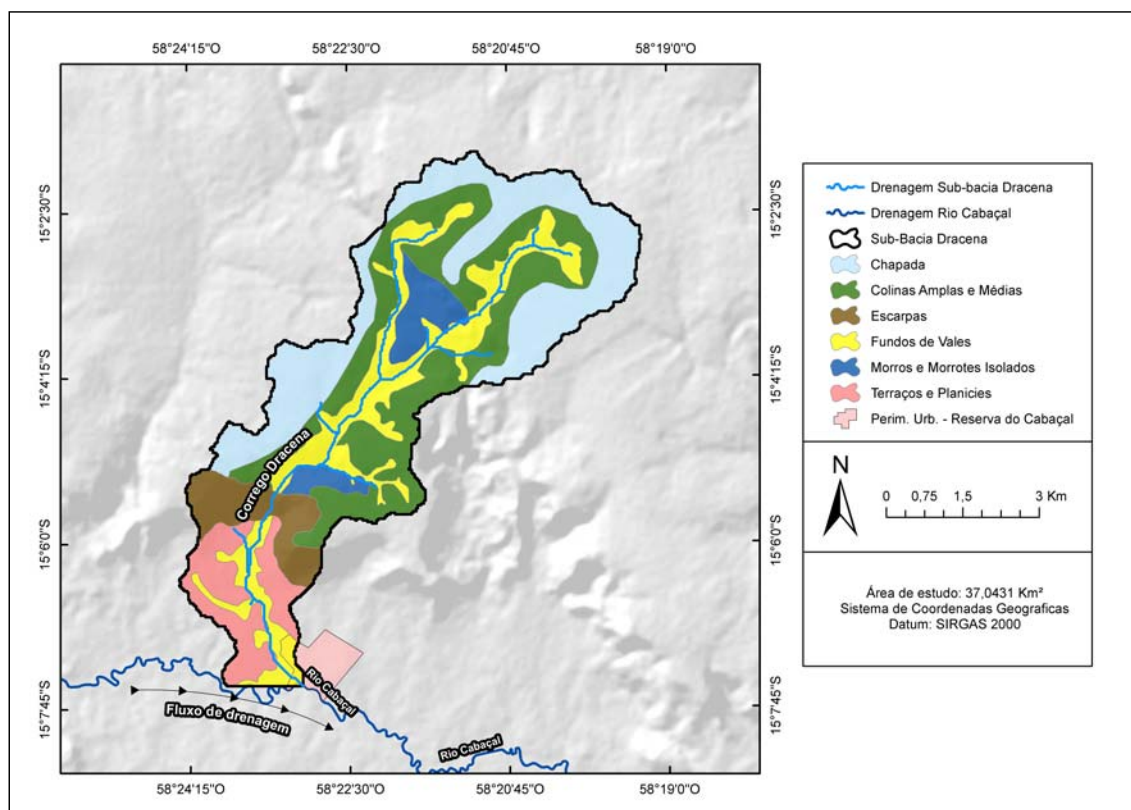 58°24'15"O
58°22'30"O
58°20'45"O
58°19'0"O
15°2'30"S
15°2'30"S
15°4'15"S
15°4'15"S
15°6'0"S
15°6'0"S
15°7'45"S
15°7'45"S
Corrego Dracena
Rio Cabaçal
Fluxo de drenagem
Rio Cabaçal
58°24'15"O
58°22'30"O
58°20'45"O
58°19'0"O
Drenagem Sub-bacia Dracena
Drenagem Rio Cabaçal
Sub-Bacia Dracena
Chapada
Colinas Amplas e Médias
Escarpas
Fundos de Vales
Morros e Morrotes Isolados
Terraços e Planicies
Perim. Urb. - Reserva do Cabaçal
N
0 0,75 1,5 3 Km
Área de estudo: 37,0431 Km²
Sistema de Coordenadas Geograficas
Datum: SIRGAS 2000